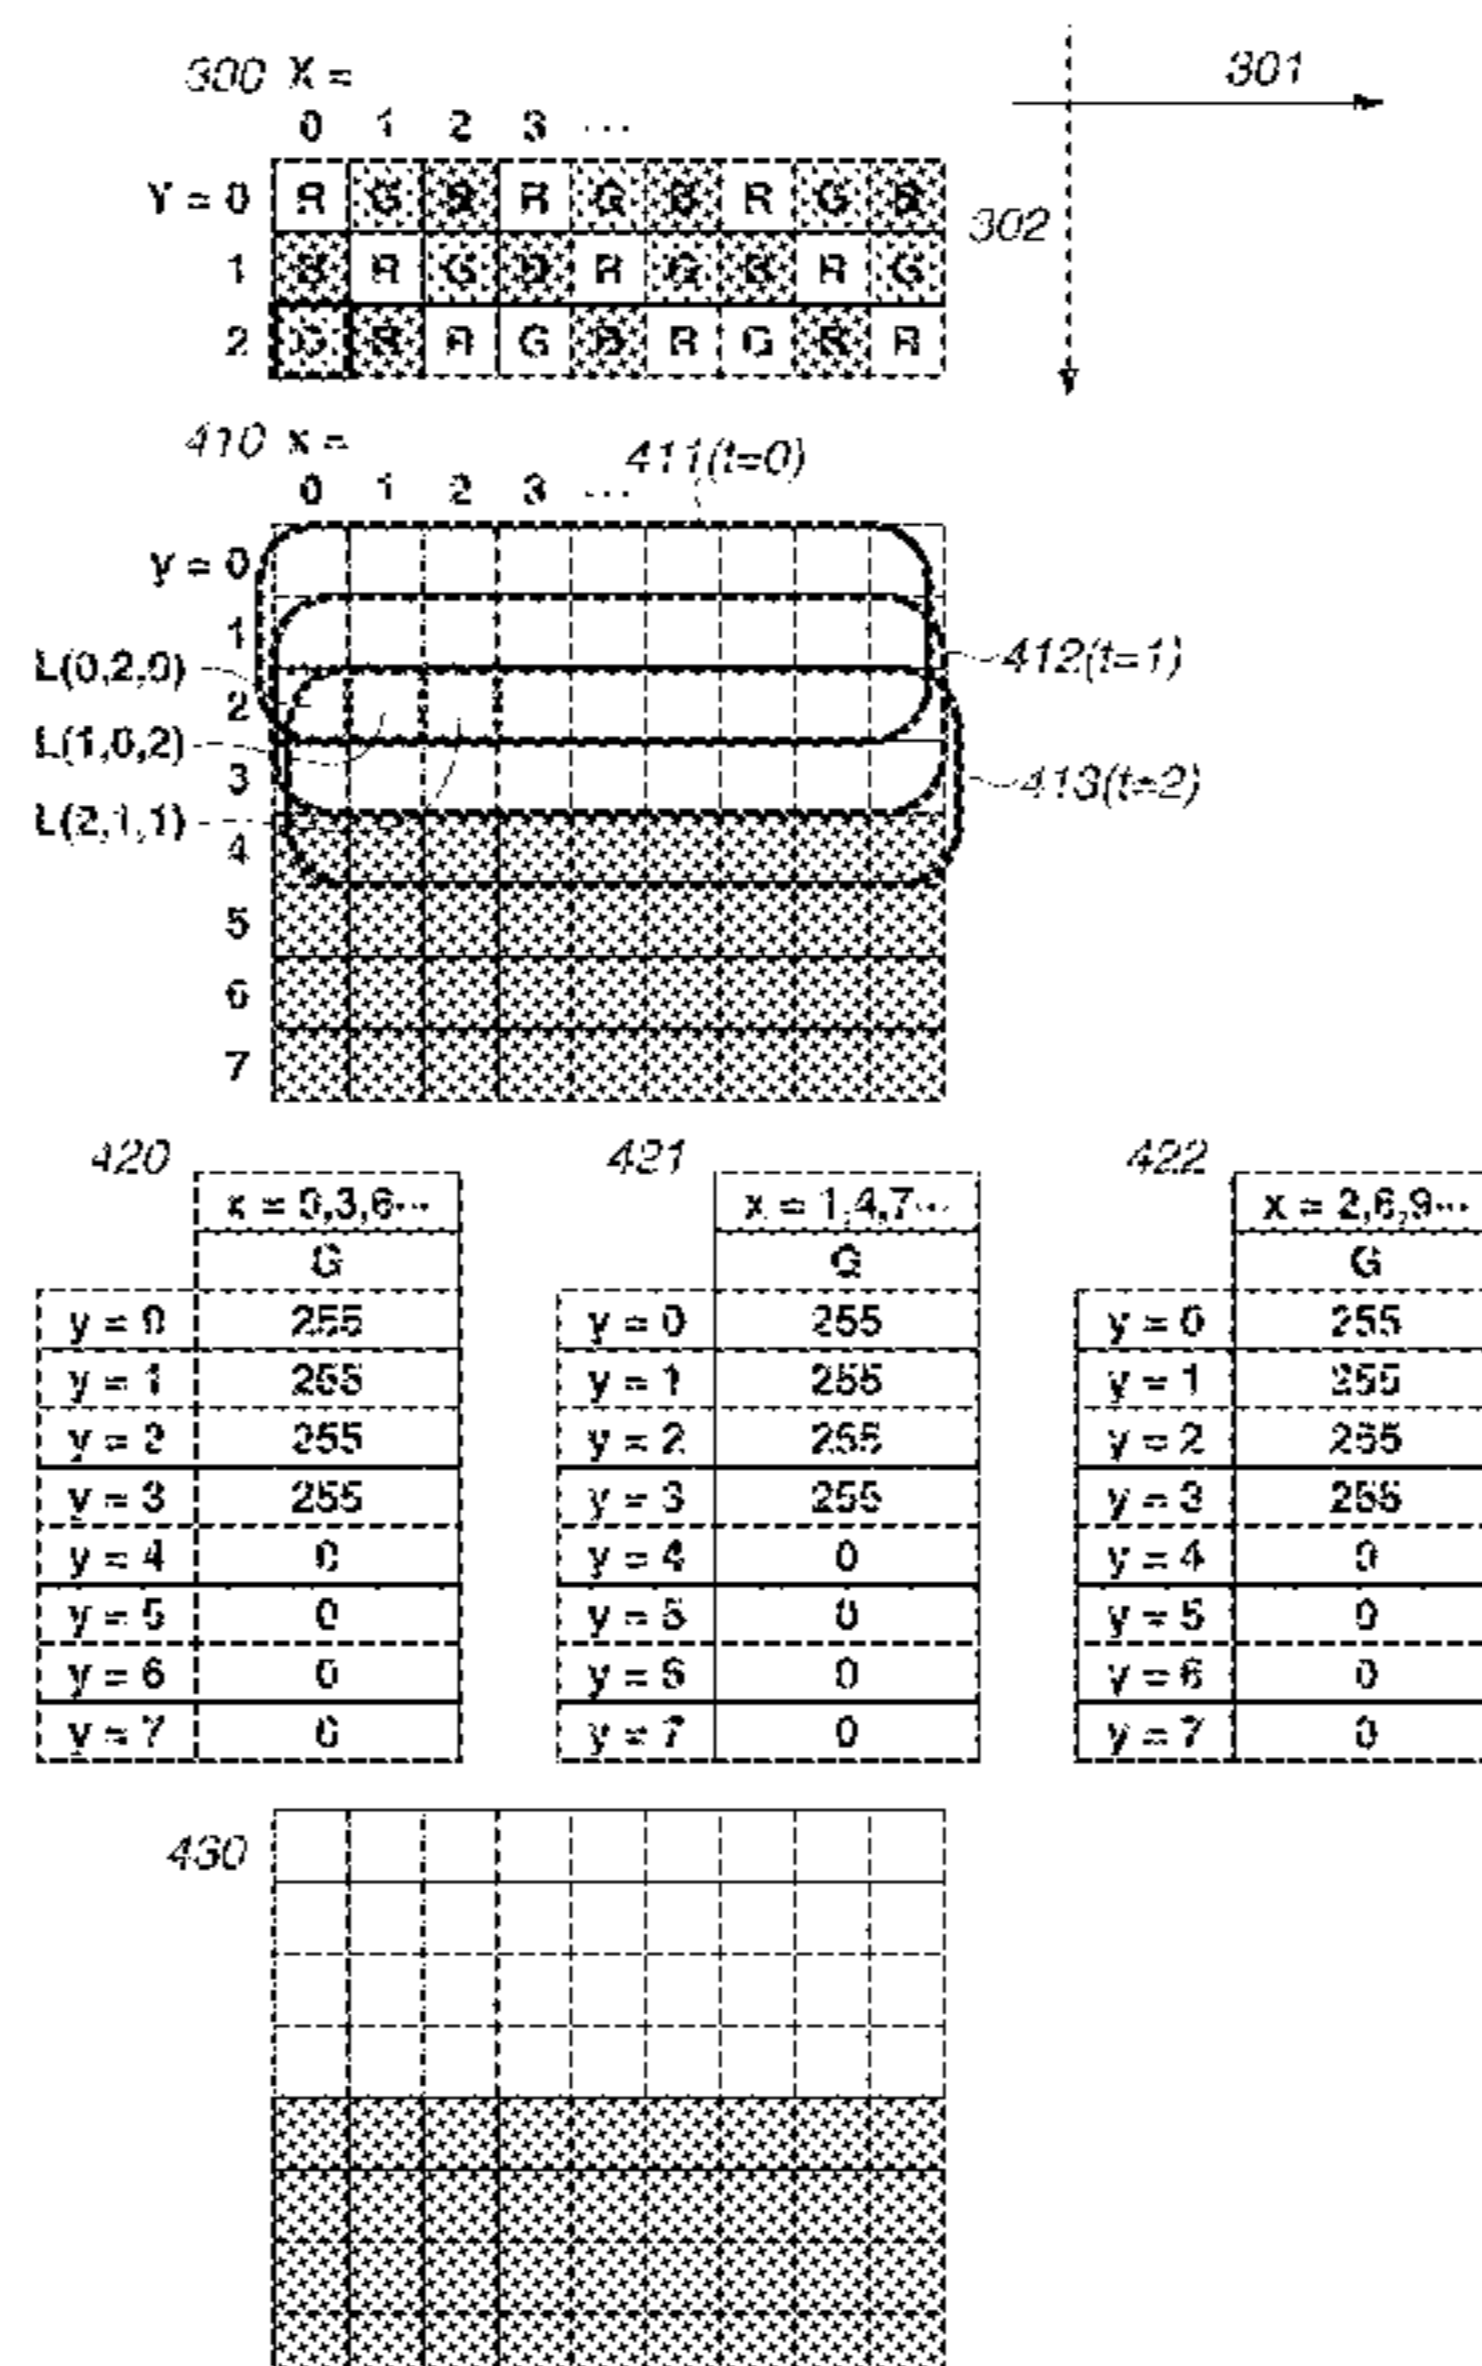 300 X =
301
0 1 2 3 ...
Y = 0 R G B R G B R G B
302
1 B R G B R G B R G
2 G R G R G
410 x =
411(t=0)
0 1 2 3 ...
y = 0
1
412(t=1)
L(0,2,0)
2
L(1,0,2)
3
413(t=2)
L(2,1,1)
4
5
6
7
420 421 422
x = 0,3,6... x = 1,4,7... x = 2,6,9...
G G G
y = 0 255 y = 0 255 y = 0 255
y = 1 255 y = 1 255 y = 1 255
y = 2 255 y = 2 255 y = 2 255
y = 3 255 y = 3 255 y = 3 255
y = 4 0 y = 4 0 y = 4 0
y = 5 0 y = 5 0 y = 5 0
y = 6 0 y = 6 0 y = 6 0
y = 7 0 y = 7 0 y = 7 0
430